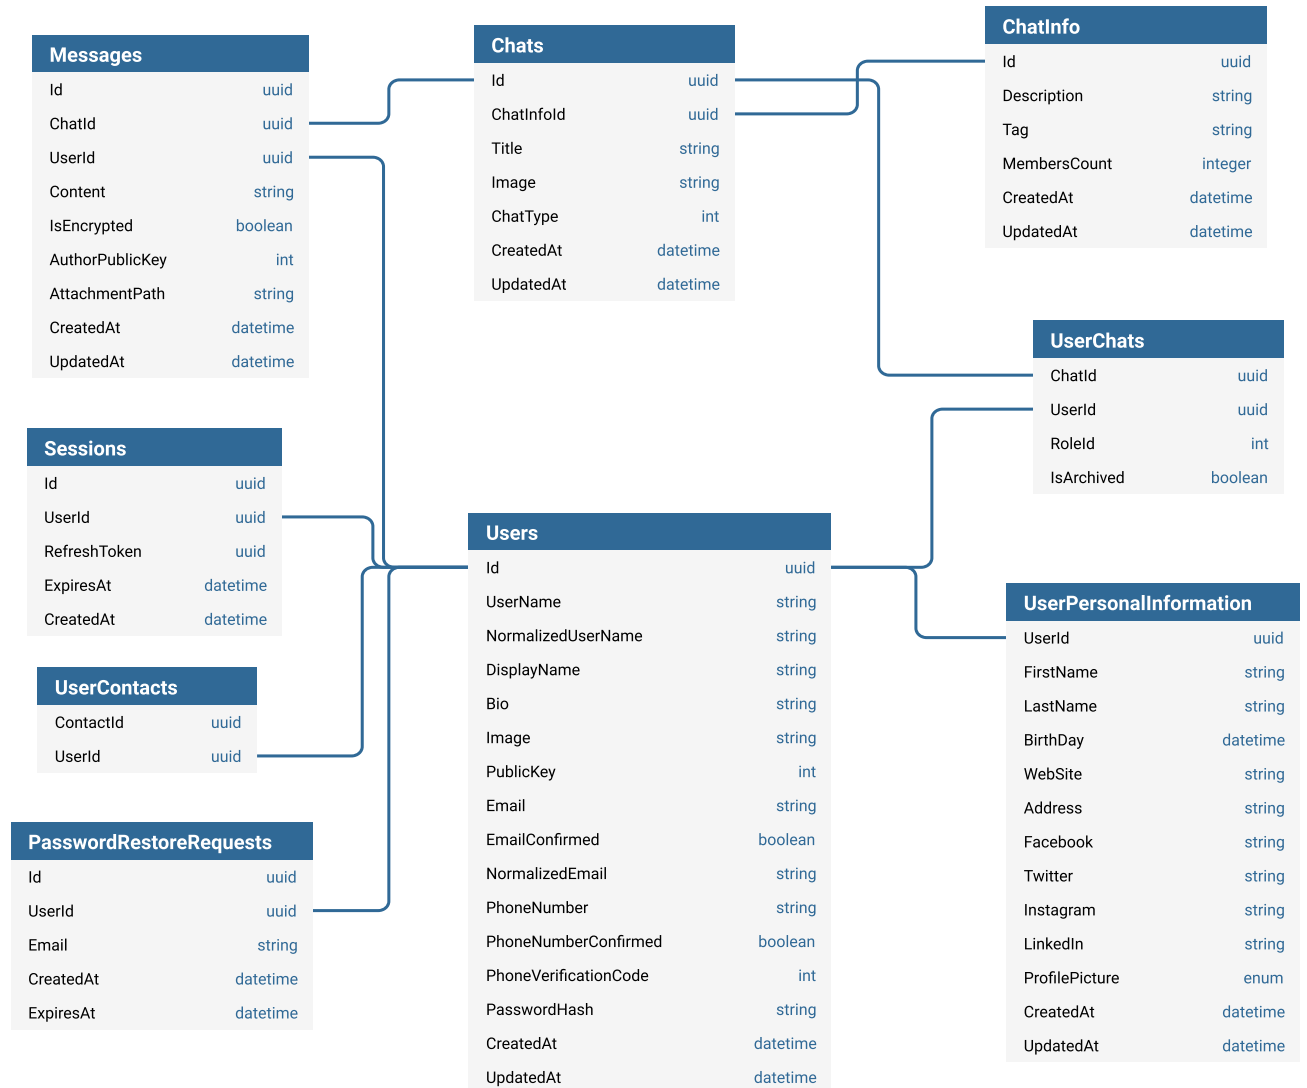 Messages
Id uuid
ChatId uuid
UserId uuid
Content string
IsEncrypted boolean
AuthorPublicKey int
AttachmentPath string
CreatedAt datetime
UpdatedAt datetime
Chats
Id uuid
ChatInfoId uuid
Title string
Image string
ChatType int
CreatedAt datetime
UpdatedAt datetime
ChatInfo
Id uuid
Description string
Tag string
MembersCount integer
CreatedAt datetime
UpdatedAt datetime
UserChats
ChatId uuid
UserId uuid
RoleId int
IsArchived boolean
Sessions
Id uuid
UserId uuid
RefreshToken uuid
ExpiresAt datetime
CreatedAt datetime
UserContacts
ContactId uuid
UserId uuid
PasswordRestoreRequests
Id uuid
UserId uuid
Email string
CreatedAt datetime
ExpiresAt datetime
Users
Id uuid
UserName string
NormalizedUserName string
DisplayName string
Bio string
Image string
PublicKey int
Email string
EmailConfirmed boolean
NormalizedEmail string
PhoneNumber string
PhoneNumberConfirmed boolean
PhoneVerificationCode int
PasswordHash string
CreatedAt datetime
UpdatedAt datetime
UserPersonalInformation
UserId uuid
FirstName string
LastName string
BirthDay datetime
WebSite string
Address string
Facebook string
Twitter string
Instagram string
LinkedIn string
ProfilePicture enum
CreatedAt datetime
UpdatedAt datetime